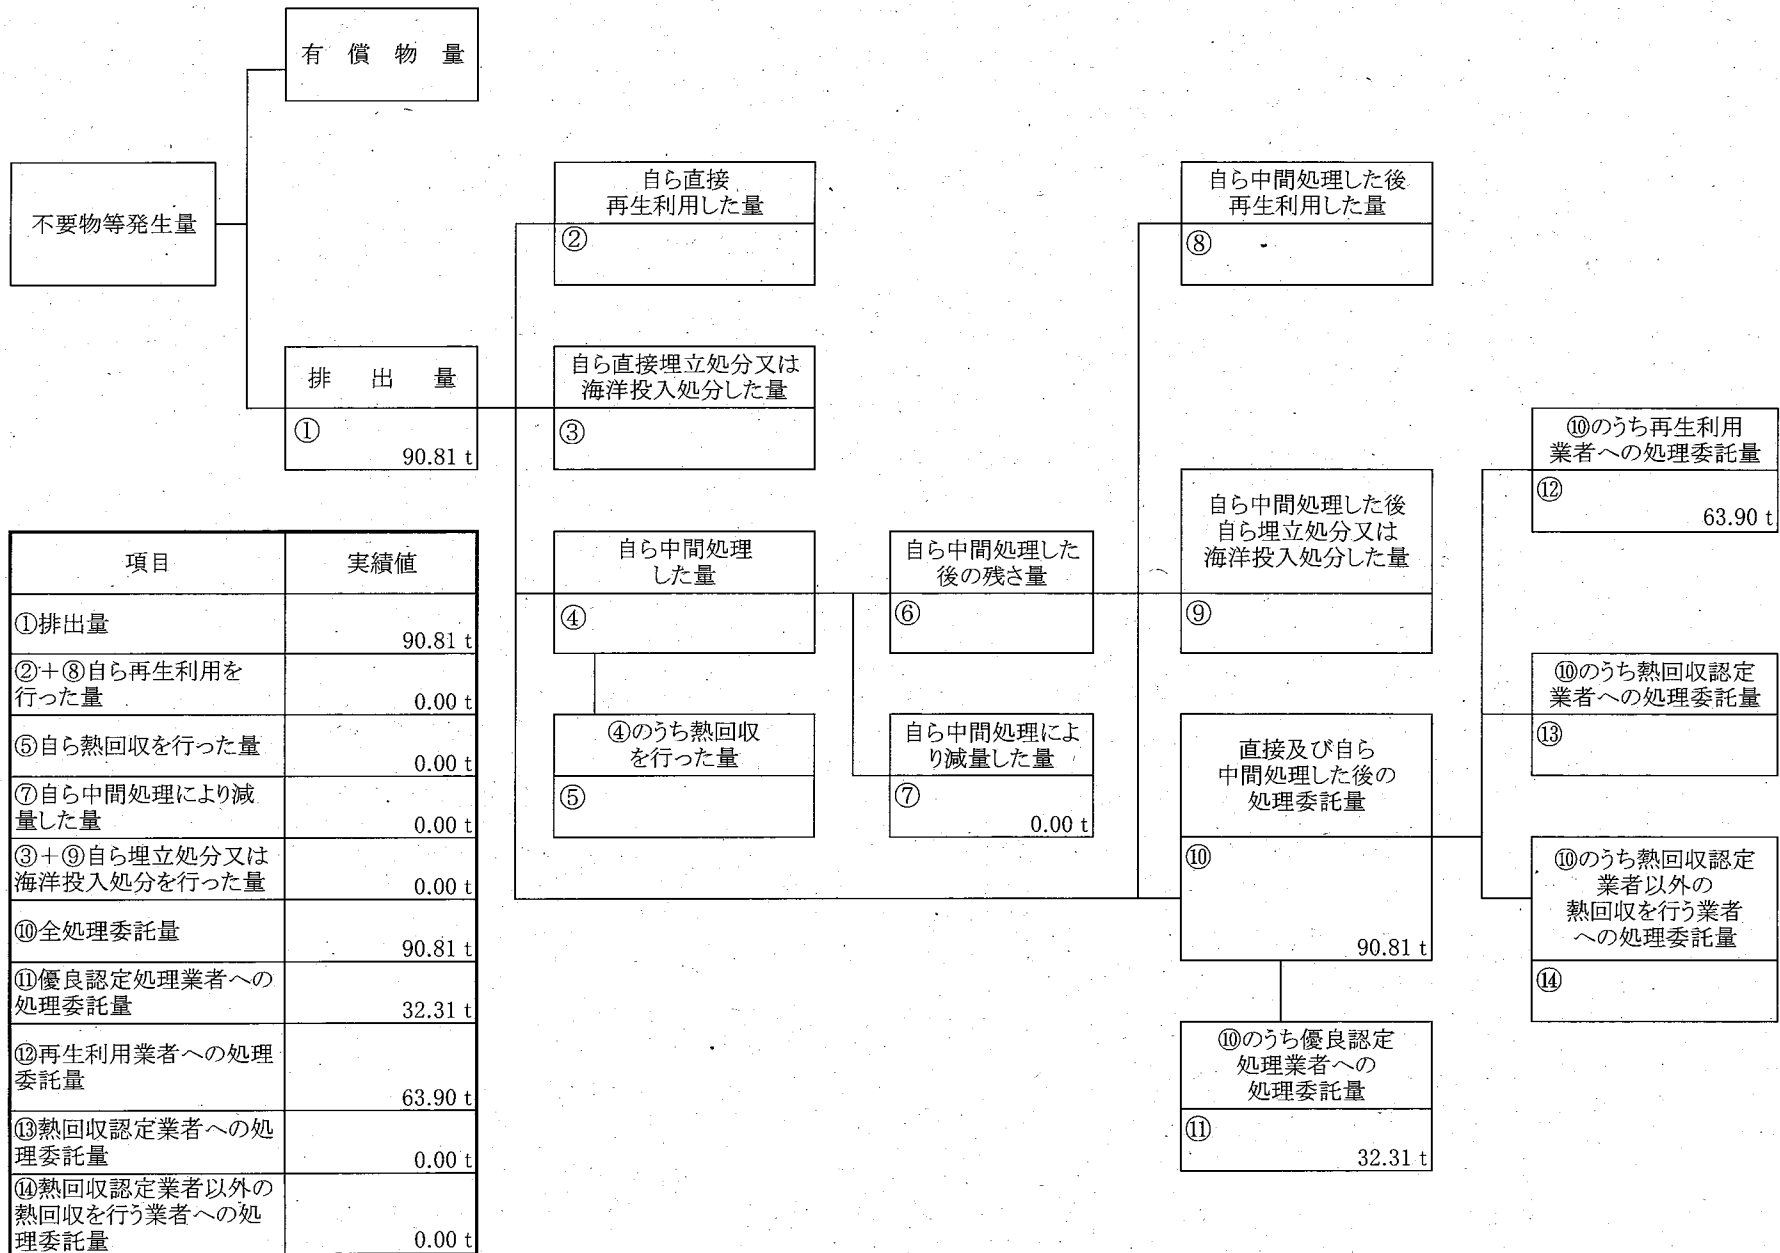 有償物量
不要物等発生量
排出量
①
90.81 t
自ら直接
再生利用した量
②
自ら直接埋立処分又は
海洋投入処分した量
③
自ら中間処理
した量
④
④のうち熱回収
を行った量
⑤
自ら中間処理した
後の残さ量
⑥
自ら中間処理によ
り減量した量
⑦
0.00 t
自ら中間処理した後
再生利用した量
⑧
自ら中間処理した後
自ら埋立処分又は
海洋投入処分した量
⑨
直接及び自ら
中間処理した後の
処理委託量
⑩
90.81 t
⑩のうち優良認定
処理業者への
処理委託量
⑪
32.31 t
⑩のうち再生利用
業者への処理委託量
⑫
63.90 t
⑩のうち熱回収認定
業者への処理委託量
⑬
⑩のうち熱回収認定
業者以外の
熱回収を行う業者
への処理委託量
⑭
項目 実績値
①排出量
90.81 t
②+⑧自ら再生利用を
行った量
0.00 t
⑤自ら熱回収を行った量
0.00 t
⑦自ら中間処理により減
量した量
0.00 t
③+⑨自ら埋立処分又は
海洋投入処分を行った量
0.00 t
⑩全処理委託量
90.81 t
⑪優良認定処理業者への
処理委託量
32.31 t
⑫再生利用業者への処理
委託量
63.90 t
⑬熱回収認定業者への処
理委託量
0.00 t
⑭熱回収認定業者以外の
熱回収を行う業者への処
理委託量
0.00 t